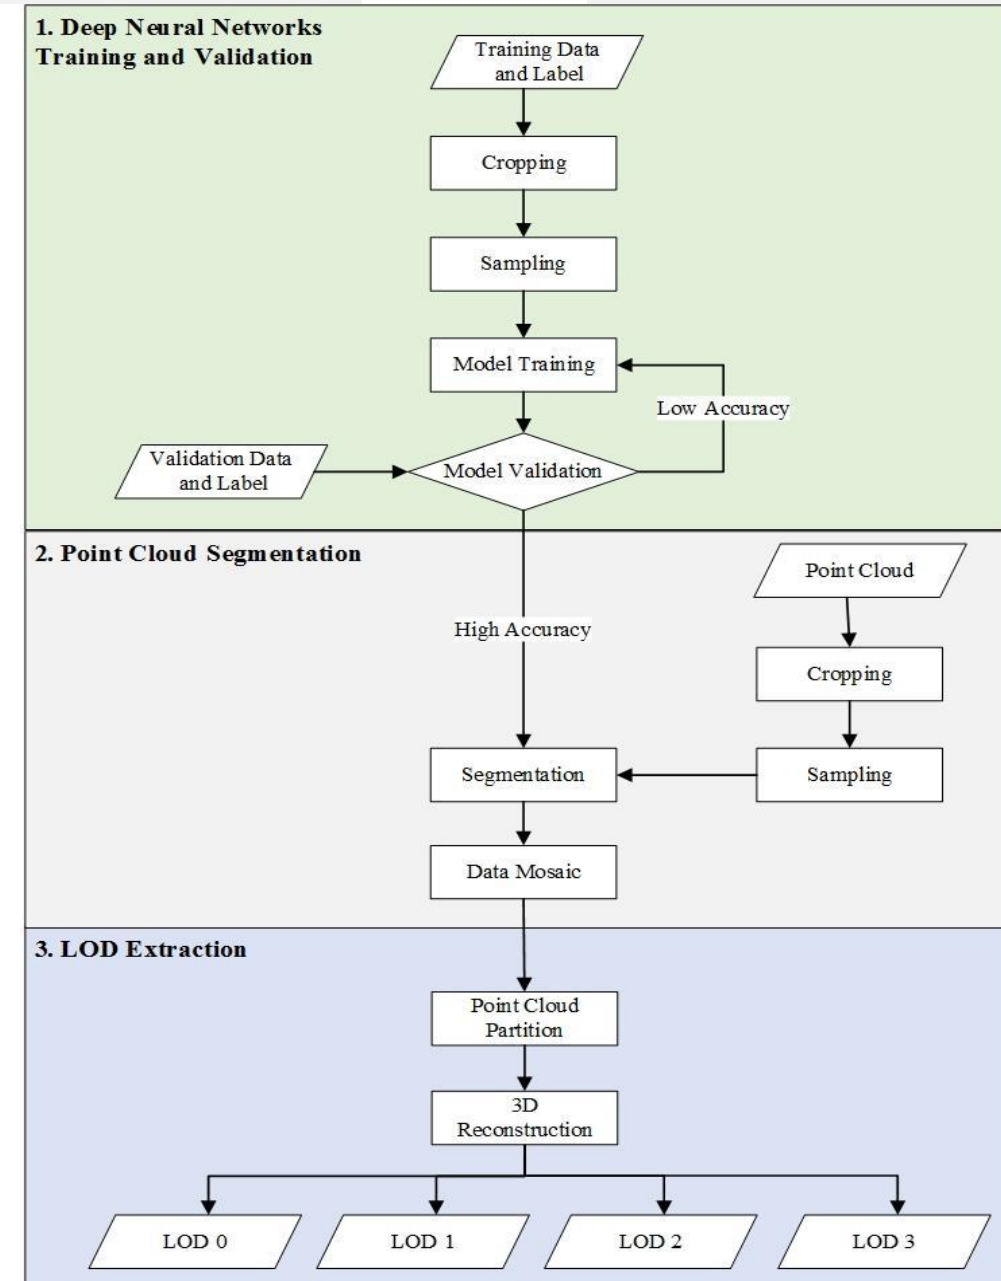 1. Deep Neural Networks
Training and Validation
Training Data
and Label
Cropping
Sampling
Model Training
Low Accuracy
Validation Data
and Label
Model Validation
2. Point Cloud Segmentation
Point Cloud
High Accuracy
Cropping
Segmentation
Sampling
Data Mosaic
3. LOD Extraction
Point Cloud
Partition
3D
Reconstruction
LOD 0
LOD 1
LOD 2
LOD 3